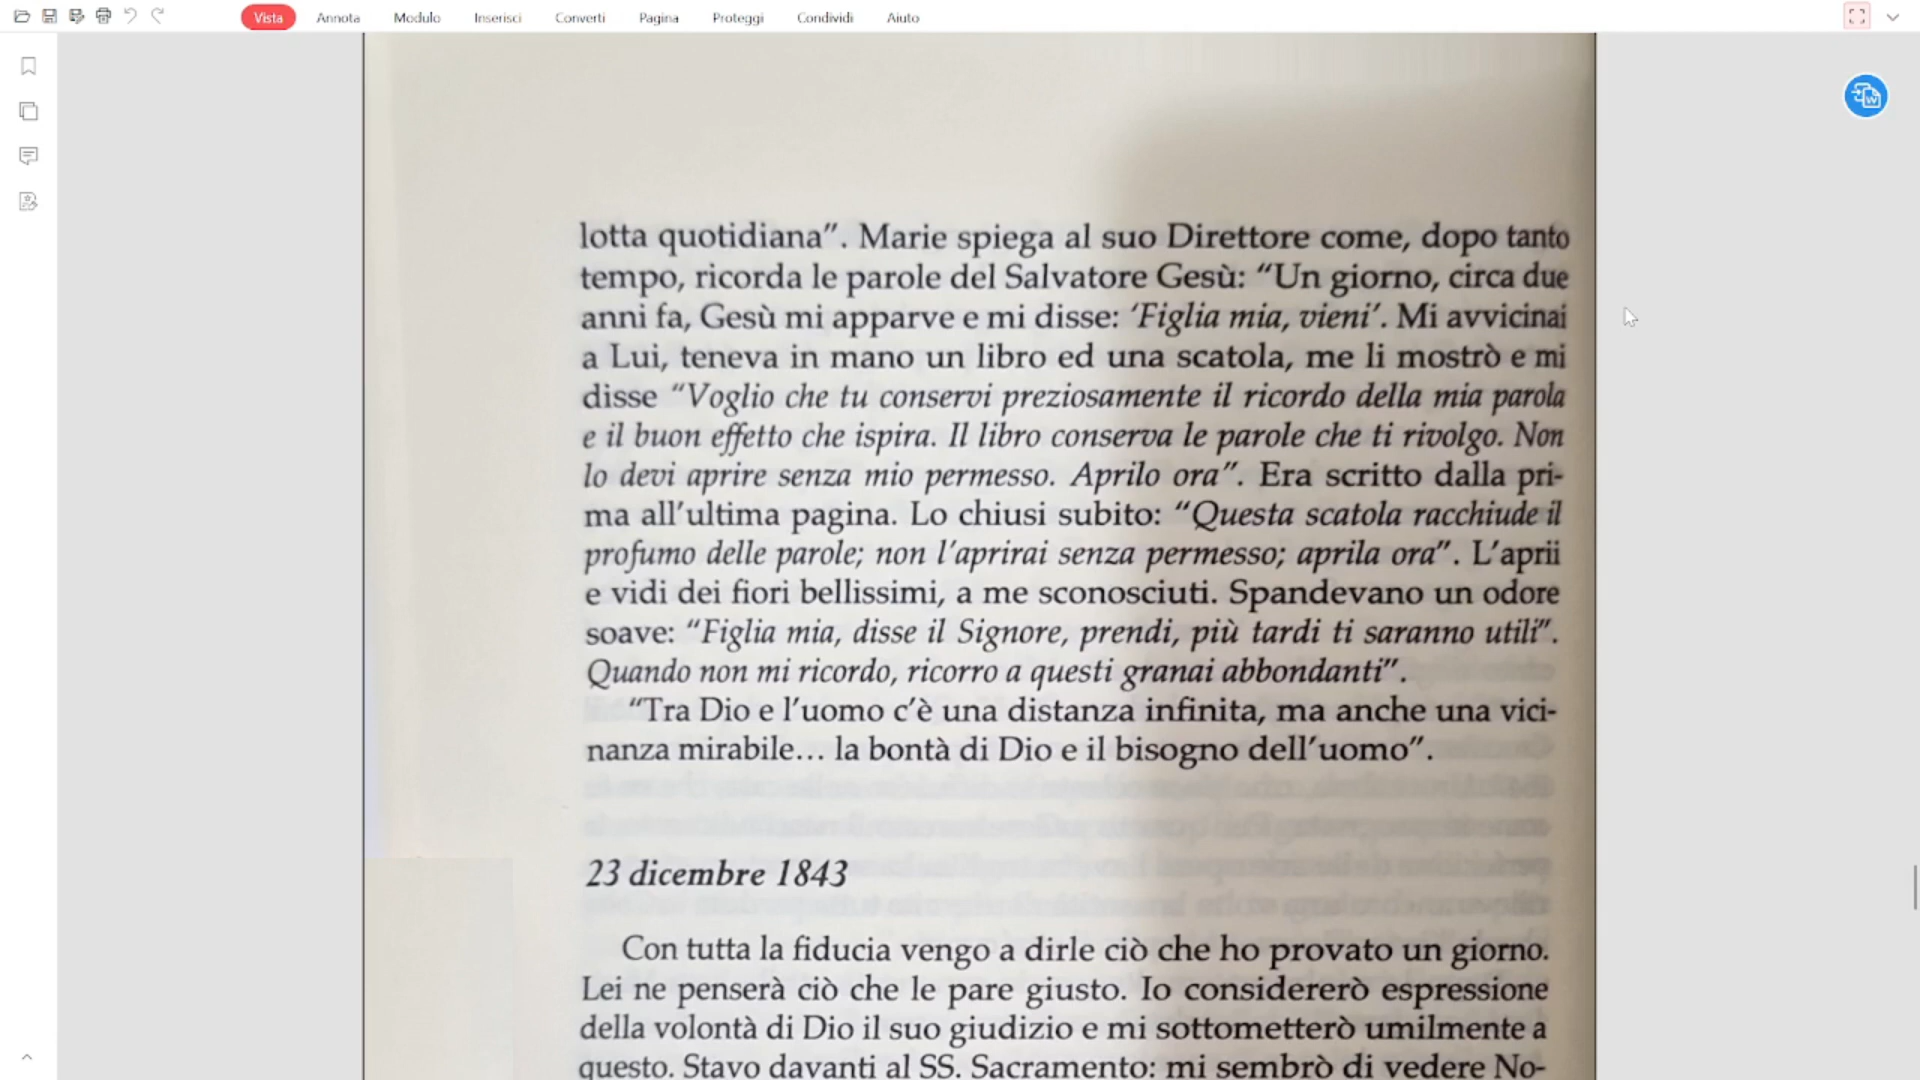 Vista Annota Modulo Inserisci Converti Pagina Proteggi Condividi Aiuto
lotta quotidiana”. Marie spiega al suo Direttore come, dopo tanto
tempo, ricorda le parole del Salvatore Gesù: “Un giorno, circa due
anni fa, Gesù mi apparve e mi disse: ‘Figlia mia, vieni’. Mi avvicinai
a Lui, teneva in mano un libro ed una scatola, me li mostrò e mi
disse “Voglio che tu conservi preziosamente il ricordo della mia parola
e il buon effetto che ispira. Il libro conserva le parole che ti rivolgo. Non
lo devi aprire senza mio permesso. Aprilo ora”. Era scritto dalla pri-
ma all’ultima pagina. Lo chiusi subito: “Questa scatola racchiude il
profumo delle parole; non l’aprirai senza permesso; aprila ora”. L’aprii
e vidi dei fiori bellissimi, a me sconosciuti. Spandevano un odore
soave: “Figlia mia, disse il Signore, prendi, più tardi ti saranno utili”.
Quando non mi ricordo, ricorro a questi granai abbondanti”.
“Tra Dio e l’uomo c’è una distanza infinita, ma anche una vici-
nanza mirabile… la bontà di Dio e il bisogno dell’uomo”.
23 dicembre 1843
Con tutta la fiducia vengo a dirle ciò che ho provato un giorno.
Lei ne penserà ciò che le pare giusto. Io considererò espressione
della volontà di Dio il suo giudizio e mi sottometterò umilmente a
questo. Stavo davanti al SS. Sacramento: mi sembrò di vedere No-